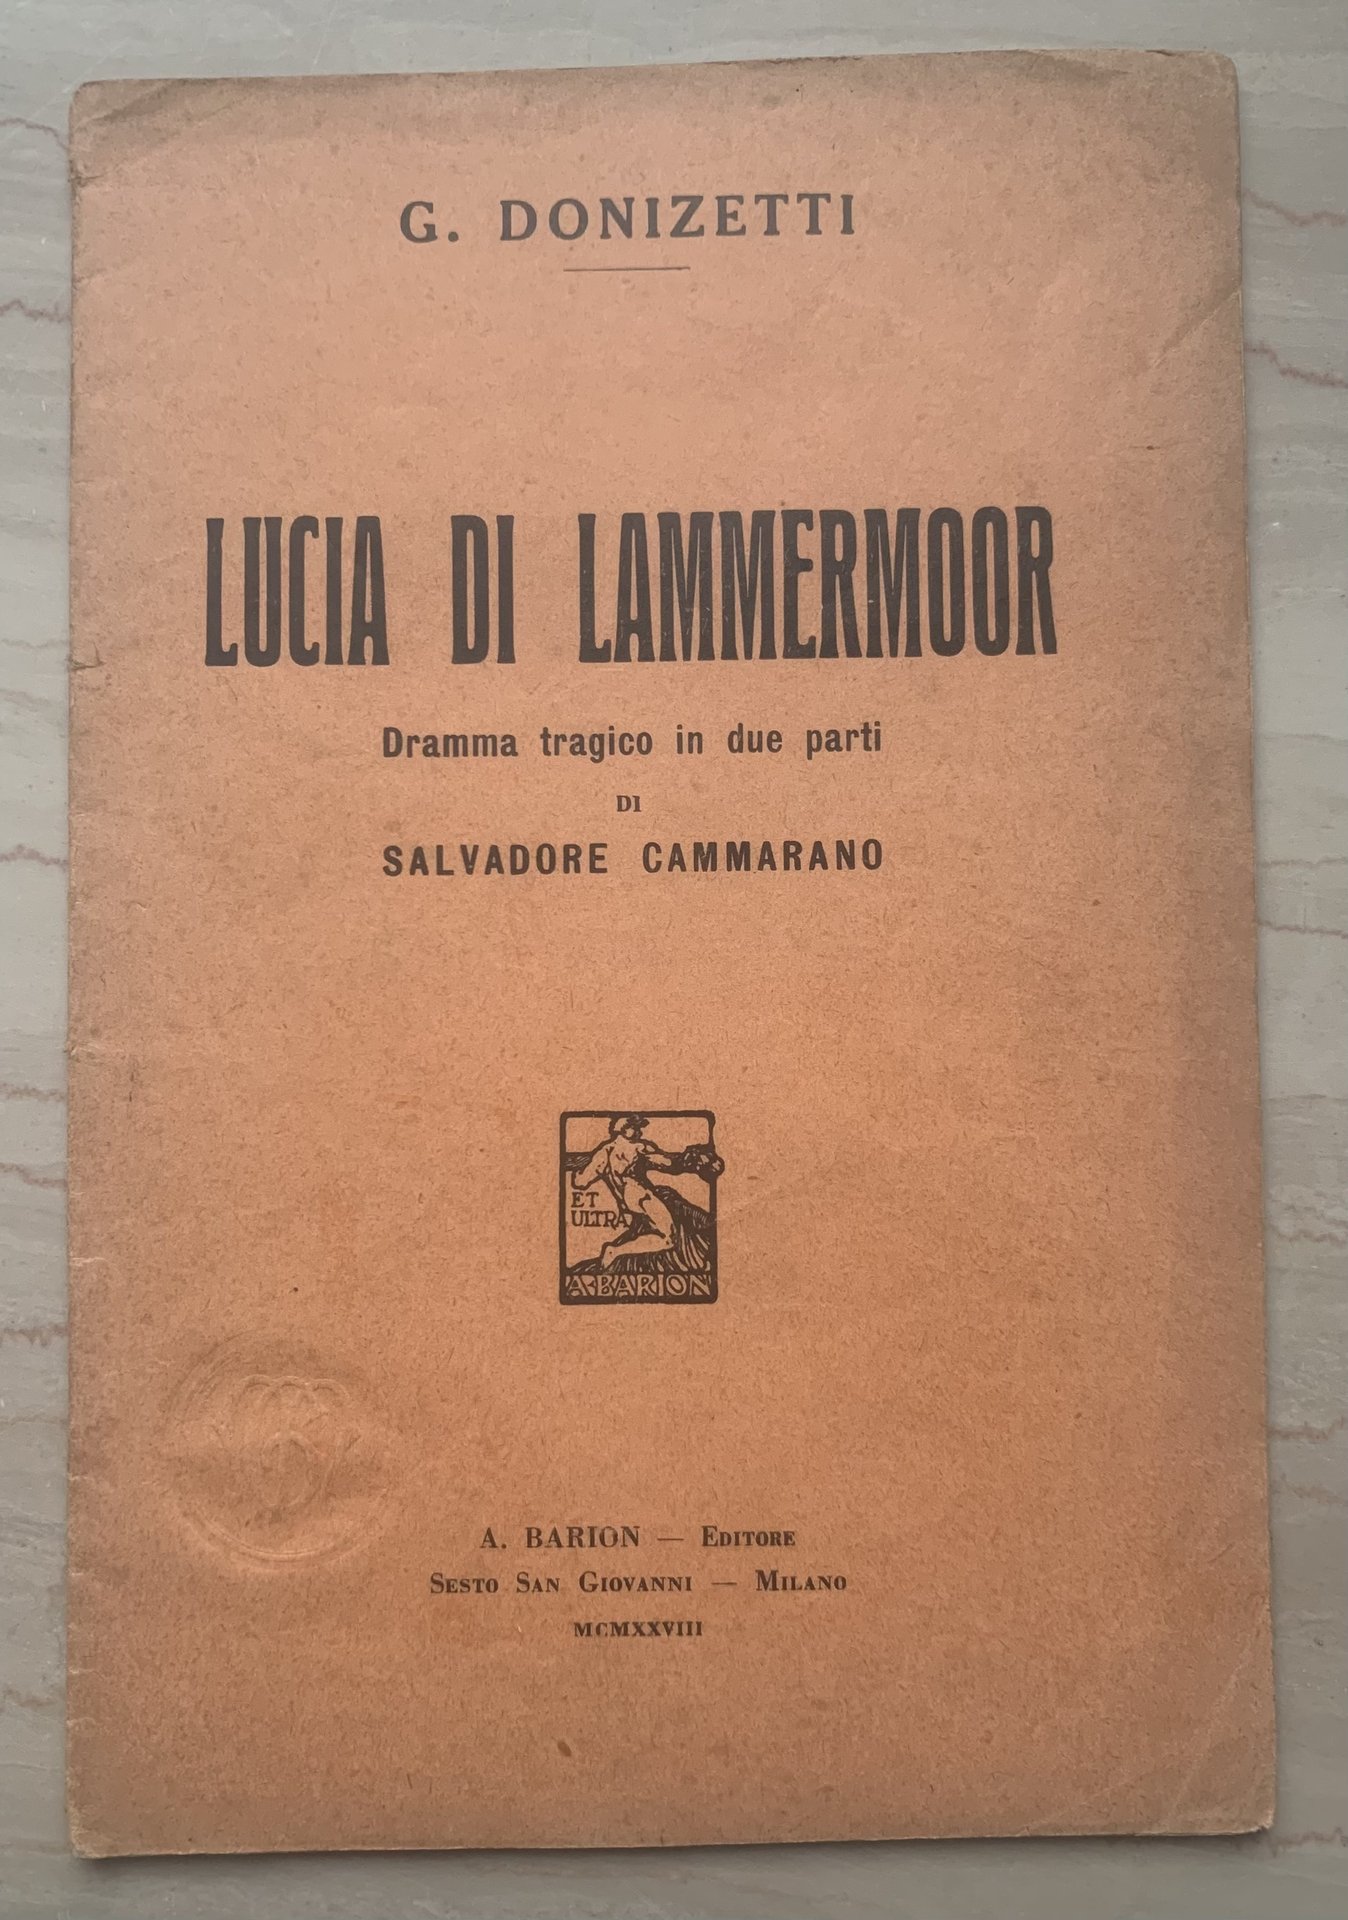 G. DONIZETTI
LUCIA DI LAMMERMOOR
Dramma tragico in due parti
DI
SALVADORE CAMMARANO
ET
ULTRA
A·BARION
A. BARION — EDITORE
SESTO SAN GIOVANNI — MILANO
MCMXXVIII